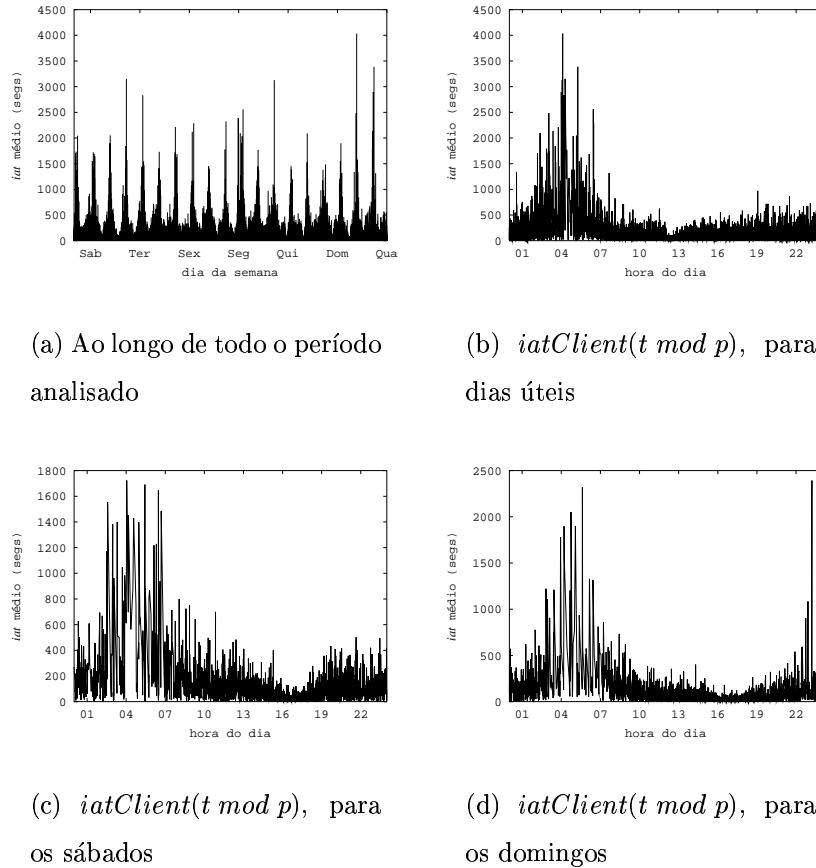 4500
4000
3500
3000
2500
2000
1500
1000
500
0
iat médio (segs)
Sab Ter Sex Seg Qui Dom Qua
dia da semana
(a) Ao longo de todo o período
analisado
4500
4000
3500
3000
2500
2000
1500
1000
500
0
iat médio (segs)
01 04 07 10 13 16 19 22
hora do dia
(b) iatClient(t mod p), para
dias úteis
1800
1600
1400
1200
1000
800
600
400
200
0
iat médio (segs)
01 04 07 10 13 16 19 22
hora do dia
(c) iatClient(t mod p), para
os sábados
2500
2000
1500
1000
500
0
iat médio (segs)
01 04 07 10 13 16 19 22
hora do dia
(d) iatClient(t mod p), para
os domingos